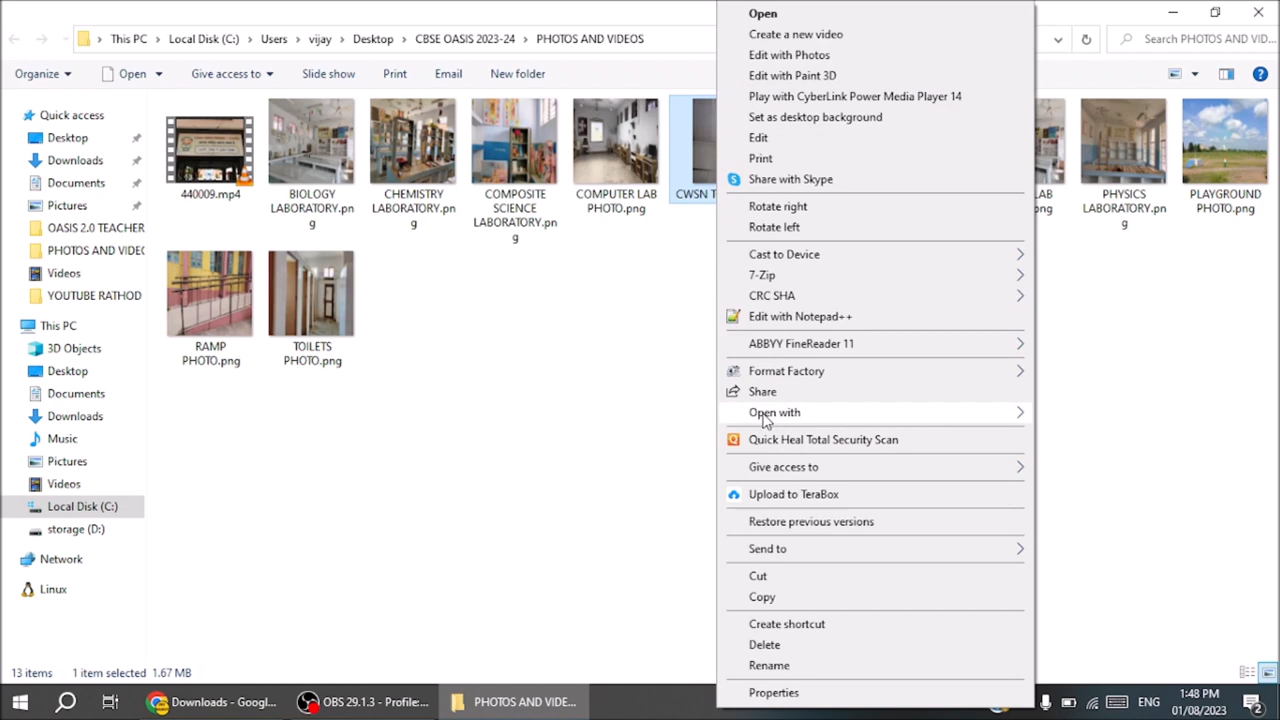 This PC
Local Disk (C:)
Users
vijay
Desktop
CBSE OASIS 2023-24
PHOTOS AND VIDEOS
Search PHOTOS AND VID...
Organize
Open
Give access to
Slide show
Print
Email
New folder
Quick access
Desktop
Downloads
Documents
Pictures
OASIS 2.0 TEACHER
PHOTOS AND VIDEO
Videos
YOUTUBE RATHOD
This PC
3D Objects
Desktop
Documents
Downloads
Music
Pictures
Videos
Local Disk (C:)
storage (D:)
Network
Linux
440009.mp4
BIOLOGY
LABORATORY.pn
g
CHEMISTRY
LABORATORY.pn
g
COMPOSITE
SCIENCE
LABORATORY.pn
g
COMPUTER LAB
PHOTO.png
CWSN T
LAB
png
PHYSICS
LABORATORY.pn
g
PLAYGROUND
PHOTO.png
RAMP
PHOTO.png
TOILETS
PHOTO.png
Open
Create a new video
Edit with Photos
Edit with Paint 3D
Play with CyberLink Power Media Player 14
Set as desktop background
Edit
Print
Share with Skype
Rotate right
Rotate left
Cast to Device
7-Zip
CRC SHA
Edit with Notepad++
ABBYY FineReader 11
Format Factory
Share
Open with
Quick Heal Total Security Scan
Give access to
Upload to TeraBox
Restore previous versions
Send to
Cut
Copy
Create shortcut
Delete
Rename
Properties
13 items
1 item selected 1.67 MB
Downloads - Googl...
OBS 29.1.3 - Profile:...
PHOTOS AND VIDE...
ENG
1:48 PM
01/08/2023
2